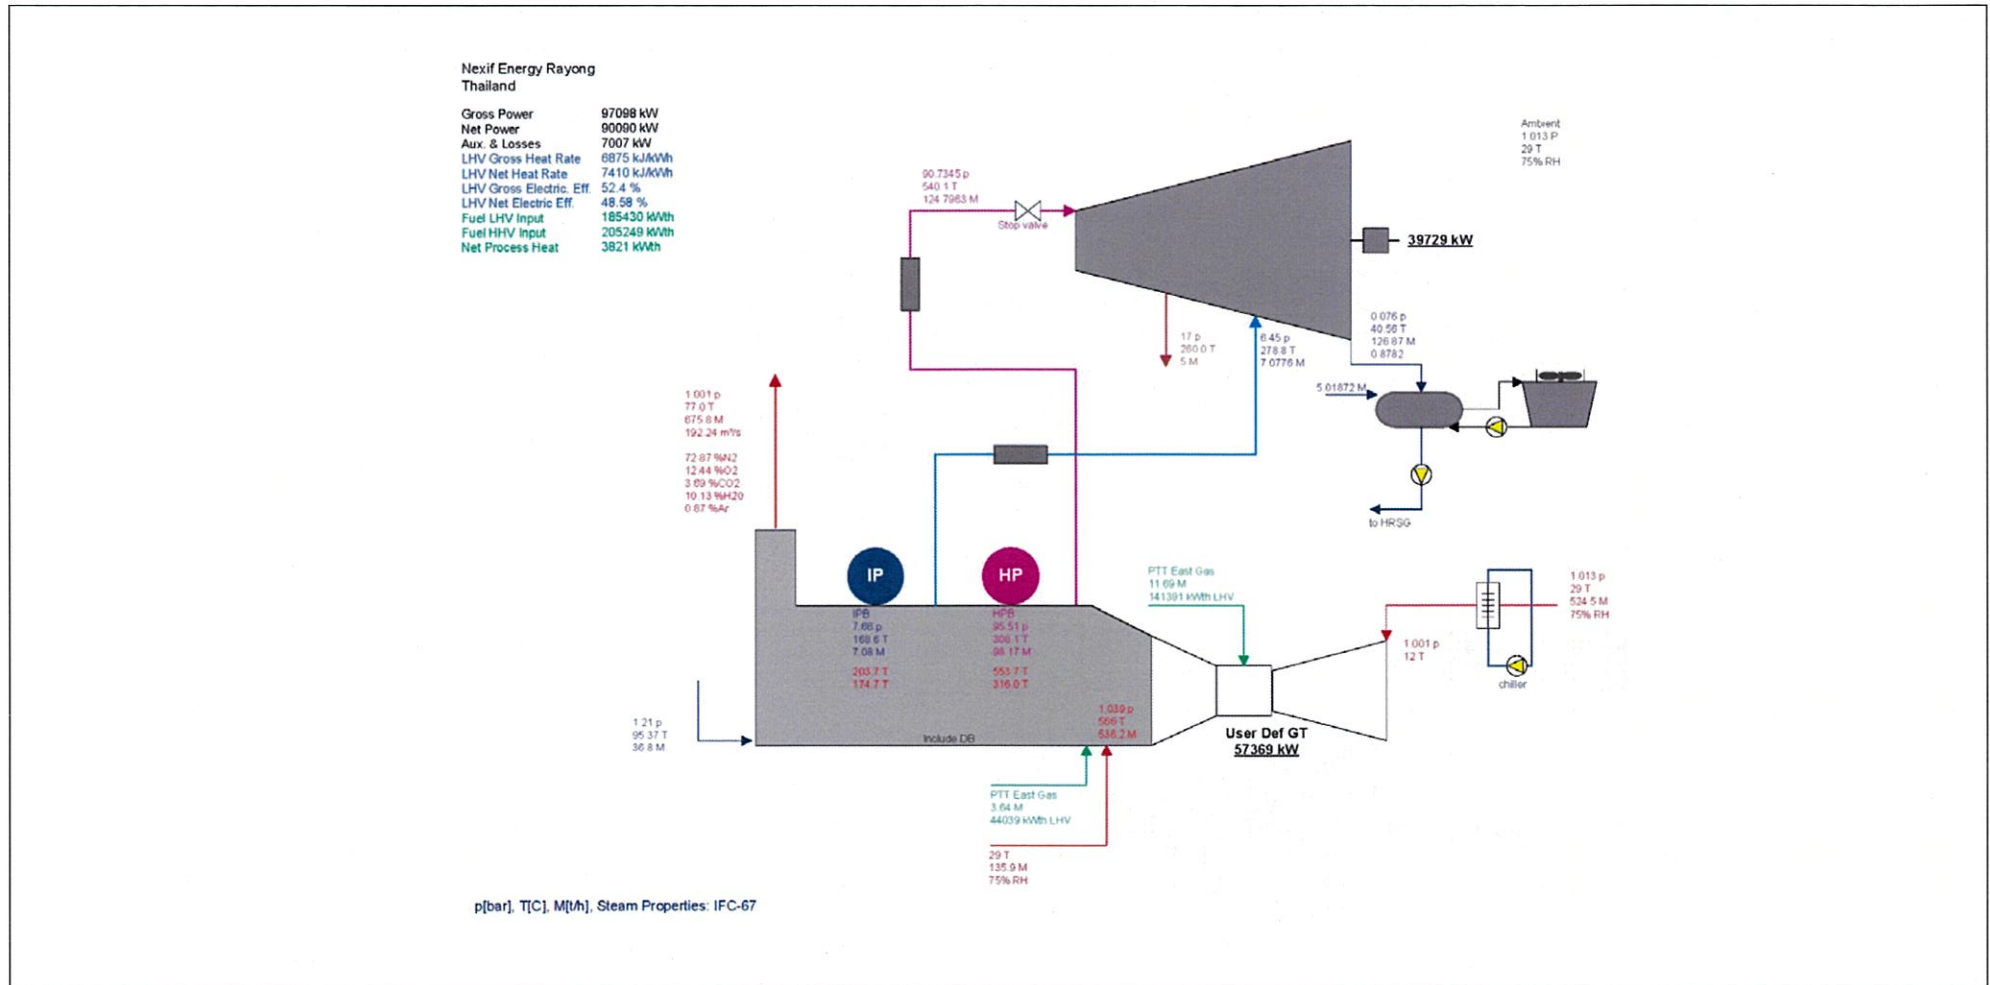 Nexif Energy Rayong
Thailand
Gross Power 97098 kW
Net Power 90090 kW
Aux. & Losses 7007 kW
LHV Gross Heat Rate 6875 kJ/kWh
LHV Net Heat Rate 7410 kJ/kWh
LHV Gross Electric. Eff. 52.4 %
LHV Net Electric Eff. 48.58 %
Fuel LHV Input 185430 kWth
Fuel HHV Input 205249 kWth
Net Process Heat 3821 kWth
Ambient
1.013 P
29 T
75% RH
90.7345 p
540.1 T
124.7963 M
Stop valve
39729 kW
17 p
260.0 T
5 M
6.45 p
278.8 T
7.0776 M
0.076 p
40.56 T
126.87 M
0.8782
5.01872 M
to HRSG
1.001 p
77.0 T
675.8 M
192.24 m³/s
72.87 %N2
12.44 %O2
3.69 %CO2
10.13 %H2O
0.87 %Ar
IP
HP
IPB
7.66 p
168.6 T
7.08 M
203.7 T
174.7 T
HPB
95.51 p
308.1 T
98.17 M
553.7 T
316.0 T
1.039 p
566 T
536.2 M
Include DB
1.21 p
95.37 T
36.8 M
PTT East Gas
11.69 M
141391 kWth LHV
User Def GT
57369 kW
1.001 p
12 T
chiller
1.013 p
29 T
524.5 M
75% RH
PTT East Gas
3.64 M
44039 kWth LHV
29 T
135.9 M
75% RH
p[bar], T[C], M[t/h], Steam Properties: IFC-67